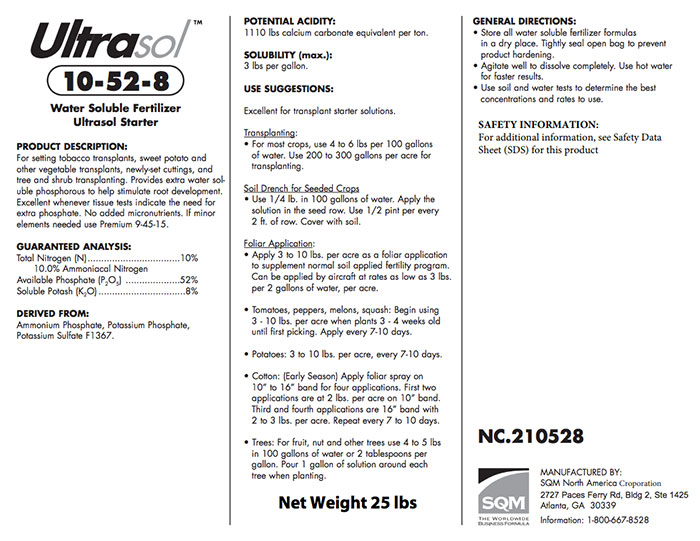 Ultrasol™
10-52-8
Water Soluble Fertilizer
Ultrasol Starter
PRODUCT DESCRIPTION:
For setting tobacco transplants, sweet potato and
other vegetable transplants, newly-set cuttings, and
tree and shrub transplanting. Provides extra water sol-
uble phosphorous to help stimulate root development.
Excellent whenever tissue tests indicate the need for
extra phosphate. No added micronutrients. If minor
elements needed use Premium 9-45-15.
GUARANTEED ANALYSIS:
Total Nitrogen (N)...................................10%
10.0% Ammoniacal Nitrogen
Available Phosphate (P₂O₅) .....................52%
Soluble Potash (K₂O)................................8%
DERIVED FROM:
Ammonium Phosphate, Potassium Phosphate,
Potassium Sulfate F1367.
POTENTIAL ACIDITY:
1110 lbs calcium carbonate equivalent per ton.
SOLUBILITY (max.):
3 lbs per gallon.
USE SUGGESTIONS:
Excellent for transplant starter solutions.
Transplanting:
• For most crops, use 4 to 6 lbs per 100 gallons
of water. Use 200 to 300 gallons per acre for
transplanting.
Soil Drench for Seeded Crops
• Use 1/4 lb. in 100 gallons of water. Apply the
solution in the seed row. Use 1/2 pint per every
2 ft. of row. Cover with soil.
Foliar Application:
• Apply 3 to 10 lbs. per acre as a foliar application
to supplement normal soil applied fertility program.
Can be applied by aircraft at rates as low as 3 lbs.
per 2 gallons of water, per acre.
• Tomatoes, peppers, melons, squash: Begin using
3 - 10 lbs. per acre when plants 3 - 4 weeks old
until first picking. Apply every 7-10 days.
• Potatoes: 3 to 10 lbs. per acre, every 7-10 days.
• Cotton: (Early Season) Apply foliar spray on
10” to 16” band for four applications. First two
applications are at 2 lbs. per acre on 10” band.
Third and fourth applications are 16” band with
2 to 3 lbs. per acre. Repeat every 7 to 10 days.
• Trees: For fruit, nut and other trees use 4 to 5 lbs
in 100 gallons of water or 2 tablespoons per
gallon. Pour 1 gallon of solution around each
tree when planting.
Net Weight 25 lbs
GENERAL DIRECTIONS:
• Store all water soluble fertilizer formulas
in a dry place. Tightly seal open bag to prevent
product hardening.
• Agitate well to dissolve completely. Use hot water
for faster results.
• Use soil and water tests to determine the best
concentrations and rates to use.
SAFETY INFORMATION:
For additional information, see Safety Data
Sheet (SDS) for this product
NC.210528
SQM
THE WORLDWIDE
BUSINESS FORMULA
MANUFACTURED BY:
SQM North America Corporation
2727 Paces Ferry Rd, Bldg 2, Ste 1425
Atlanta, GA 30339
Information: 1-800-667-8528